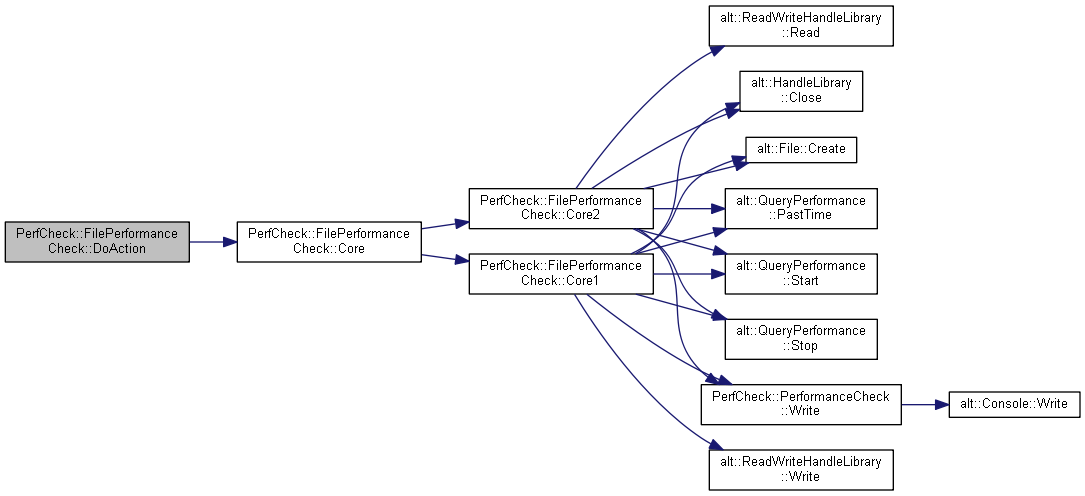 PerfCheck::FilePerformance
Check::DoAction
PerfCheck::FilePerformance
Check::Core
PerfCheck::FilePerformance
Check::Core2
PerfCheck::FilePerformance
Check::Core1
alt::ReadWriteHandleLibrary
::Read
alt::HandleLibrary
::Close
alt::File::Create
alt::QueryPerformance
::PastTime
alt::QueryPerformance
::Start
alt::QueryPerformance
::Stop
PerfCheck::PerformanceCheck
::Write
alt::ReadWriteHandleLibrary
::Write
alt::Console::Write